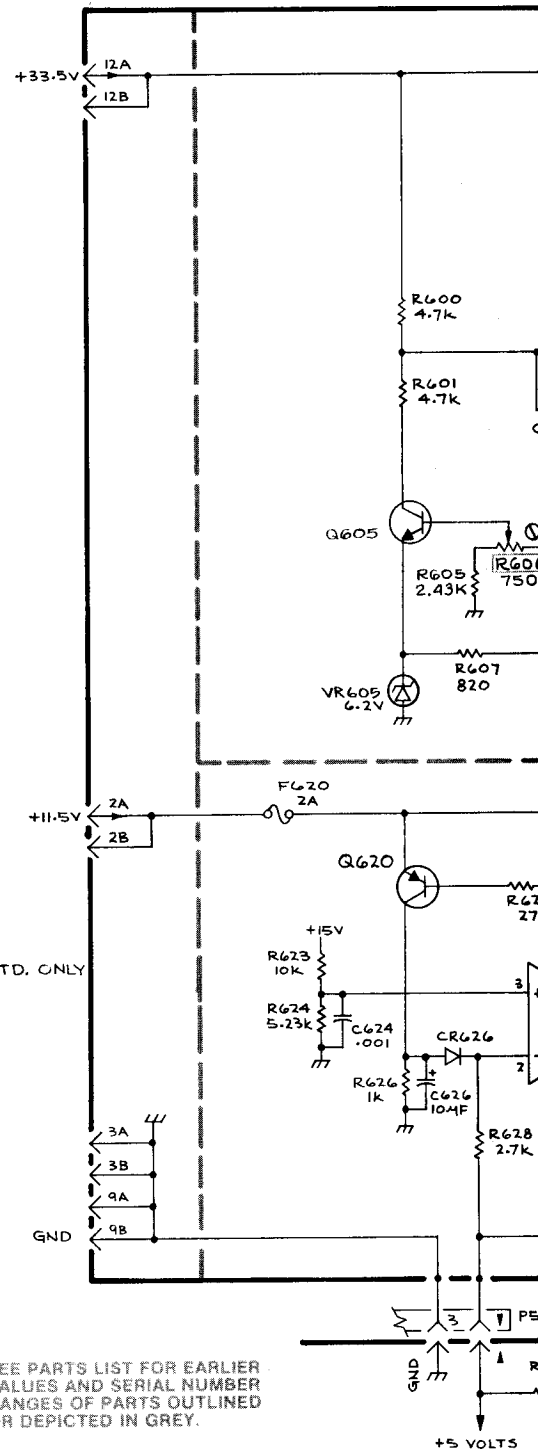 +33.5V
12A
12B
R600
4.7K
R601
4.7K
Q605
R605
2.43K
750
R607
820
VR605
6.2V
F620
2A
+11.5V
2A
2B
Q620
27
+15V
R623
10K
TD. ONLY
3
+
R624
5.23K
C624
.001
CR626
2
R626
1K
+
C626
10µF
R628
2.7K
3A
3B
9A
GND
9B
3
P5
EE PARTS LIST FOR EARLIER
ALUES AND SERIAL NUMBER
ANGES OF PARTS OUTLINED
R DEPICTED IN GREY.
GND
R
+5 VOLTS